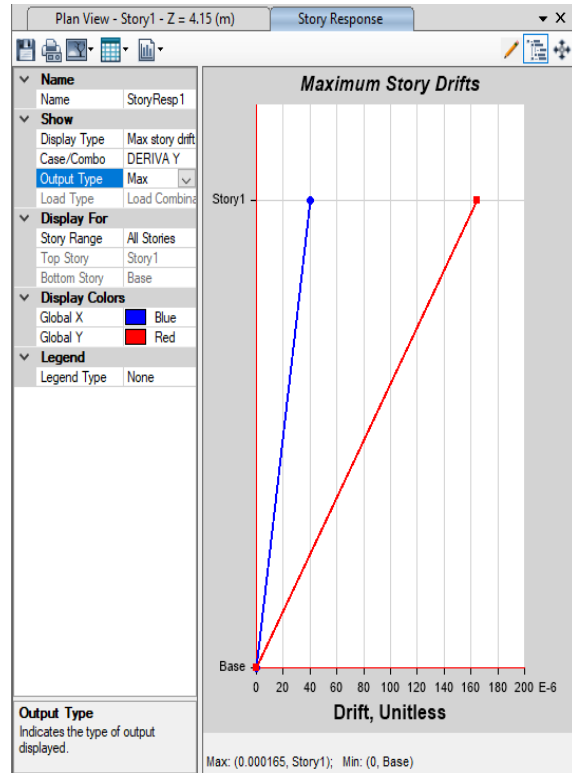 Plan View - Story1 - Z = 4.15 (m)
Story Response
Name
Name StoryResp1
Show
Display Type Max story drift
Case/Combo DERIVA Y
Output Type Max
Load Type Load Combina
Display For
Story Range All Stories
Top Story Story1
Bottom Story Base
Display Colors
Global X Blue
Global Y Red
Legend
Legend Type None
Output Type
Indicates the type of output
displayed.
Maximum Story Drifts
Story1
Base
0 20 40 60 80 100 120 140 160 180 200 E-6
Drift, Unitless
Max: (0.000165, Story1); Min: (0, Base)